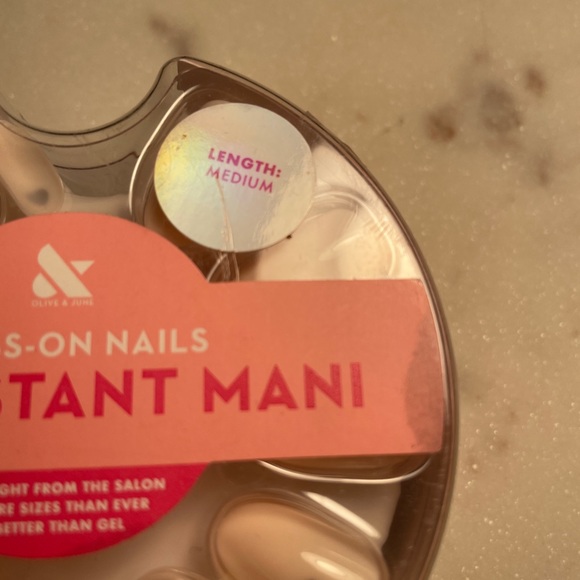 LENGTH:
MEDIUM
OLIVE & JUNE
S-ON NAILS
STANT MANI
GHT FROM THE SALON
RE SIZES THAN EVER
BETTER THAN GEL